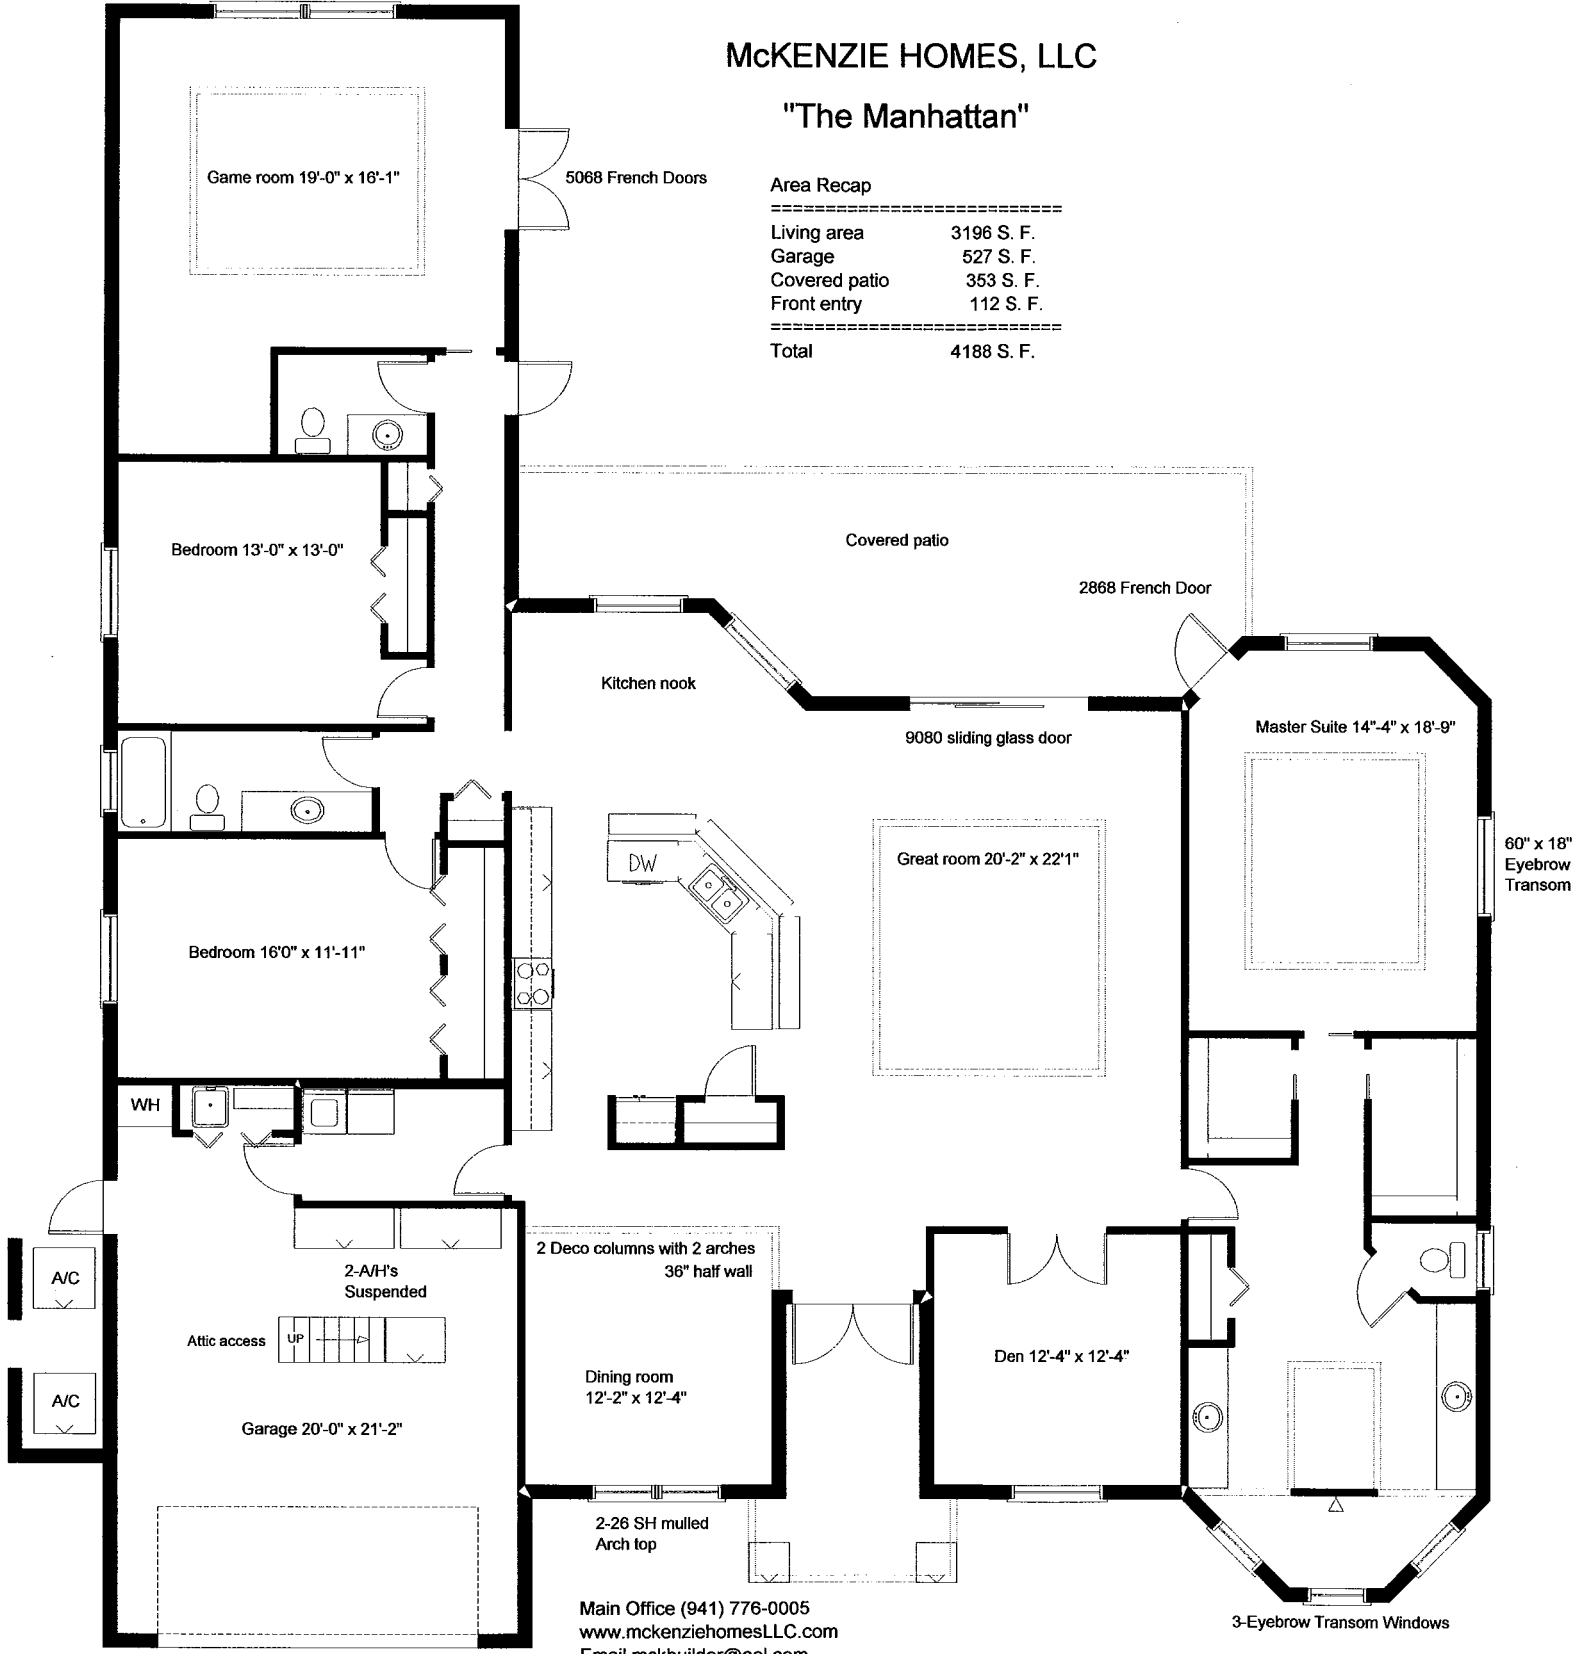 McKENZIE HOMES, LLC
"The Manhattan"
Area Recap
==============================
Living area 3196 S. F.
Garage 527 S. F.
Covered patio 353 S. F.
Front entry 112 S. F.
==============================
Total 4188 S. F.
Game room 19'-0" x 16'-1"
5068 French Doors
Bedroom 13'-0" x 13'-0"
Covered patio
2868 French Door
Kitchen nook
9080 sliding glass door
Master Suite 14"-4" x 18'-9"
60" x 18"
Eyebrow
Transom
DW
Great room 20'-2" x 22'1"
Bedroom 16'0" x 11'-11"
WH
A/C
A/C
2-A/H's
Suspended
Attic access
UP
Garage 20'-0" x 21'-2"
2 Deco columns with 2 arches
36" half wall
Dining room
12'-2" x 12'-4"
Den 12'-4" x 12'-4"
2-26 SH mulled
Arch top
3-Eyebrow Transom Windows
Main Office (941) 776-0005
www.mckenziehomesLLC.com
Email mckbuilder@aol.com